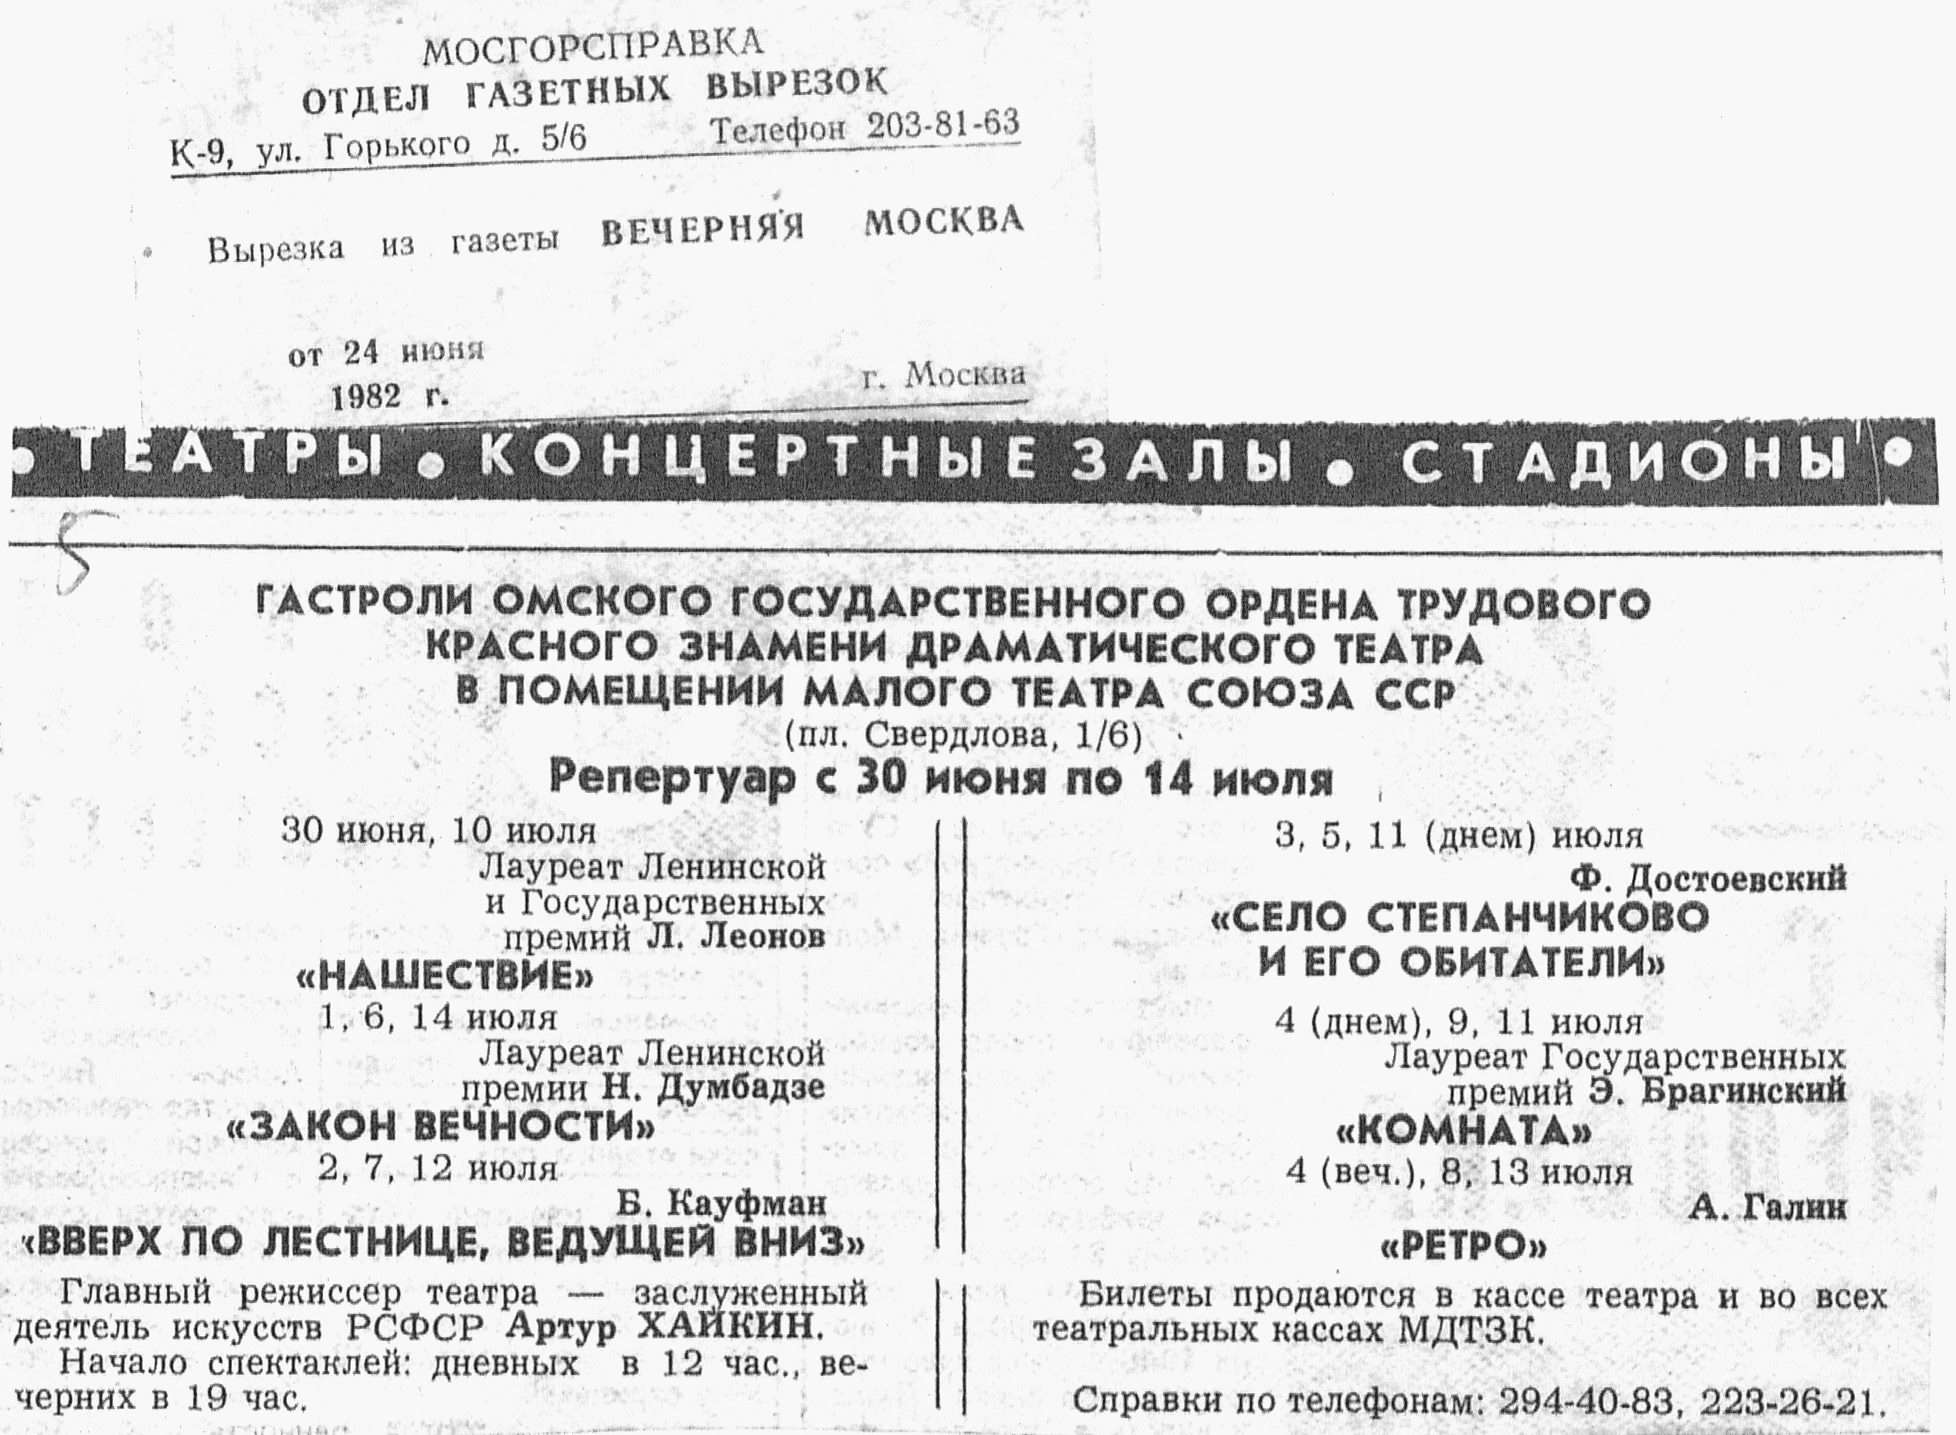 МОСГОРСПРАВКА
ОТДЕЛ ГАЗЕТНЫХ ВЫРЕЗОК
К-9, ул. Горького д. 5/6 Телефон 203-81-63
Вырезка из газеты ВЕЧЕРНЯЯ МОСКВА
от 24 июня
1982 г.
г. Москва
• ТЕАТРЫ • КОНЦЕРТНЫЕ ЗАЛЫ • СТАДИОНЫ •
ГАСТРОЛИ ОМСКОГО ГОСУДАРСТВЕННОГО ОРДЕНА ТРУДОВОГО
КРАСНОГО ЗНАМЕНИ ДРАМАТИЧЕСКОГО ТЕАТРА
В ПОМЕЩЕНИИ МАЛОГО ТЕАТРА СОЮЗА ССР
(пл. Свердлова, 1/6)
Репертуар с 30 июня по 14 июля
30 июня, 10 июля
Лауреат Ленинской
и Государственных
премий Л. Леонов
«НАШЕСТВИЕ»
1, 6, 14 июля
Лауреат Ленинской
премии Н. Думбадзе
«ЗАКОН ВЕЧНОСТИ»
2, 7, 12 июля
Б. Кауфман
«ВВЕРХ ПО ЛЕСТНИЦЕ, ВЕДУЩЕЙ ВНИЗ»
Главный режиссер театра — заслуженный
деятель искусств РСФСР Артур ХАЙКИН.
Начало спектаклей: дневных в 12 час., ве-
черних в 19 час.
3, 5, 11 (днем) июля
Ф. Достоевский
«СЕЛО СТЕПАНЧИКОВО
И ЕГО ОБИТАТЕЛИ»
4 (днем), 9, 11 июля
Лауреат Государственных
премий Э. Брагинский
«КОМНАТА»
4 (веч.), 8, 13 июля
А. Галин
«РЕТРО»
Билеты продаются в кассе театра и во всех
театральных кассах МДТЗК.
Справки по телефонам: 294-40-83, 223-26-21.